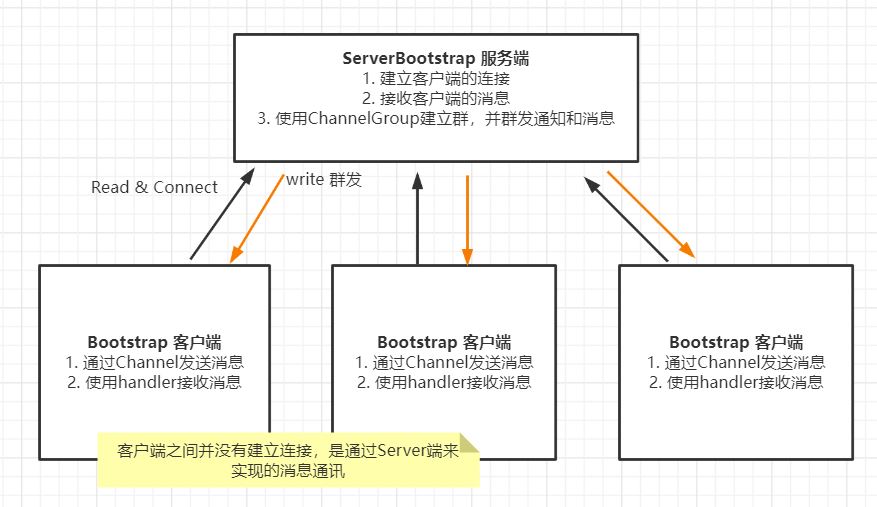 ServerBootstrap 服务端
1. 建立客户端的连接
2. 接收客户端的消息
3. 使用ChannelGroup建立群，并群发通知和消息
Read & Connect
write 群发
Bootstrap 客户端
1. 通过Channel发送消息
2. 使用handler接收消息
Bootstrap 客户端
1. 通过Channel发送消息
2. 使用handler接收消息
Bootstrap 客户端
1. 通过Channel发送消息
2. 使用handler接收消息
客户端之间并没有建立连接，是通过Server端来
实现的消息通讯